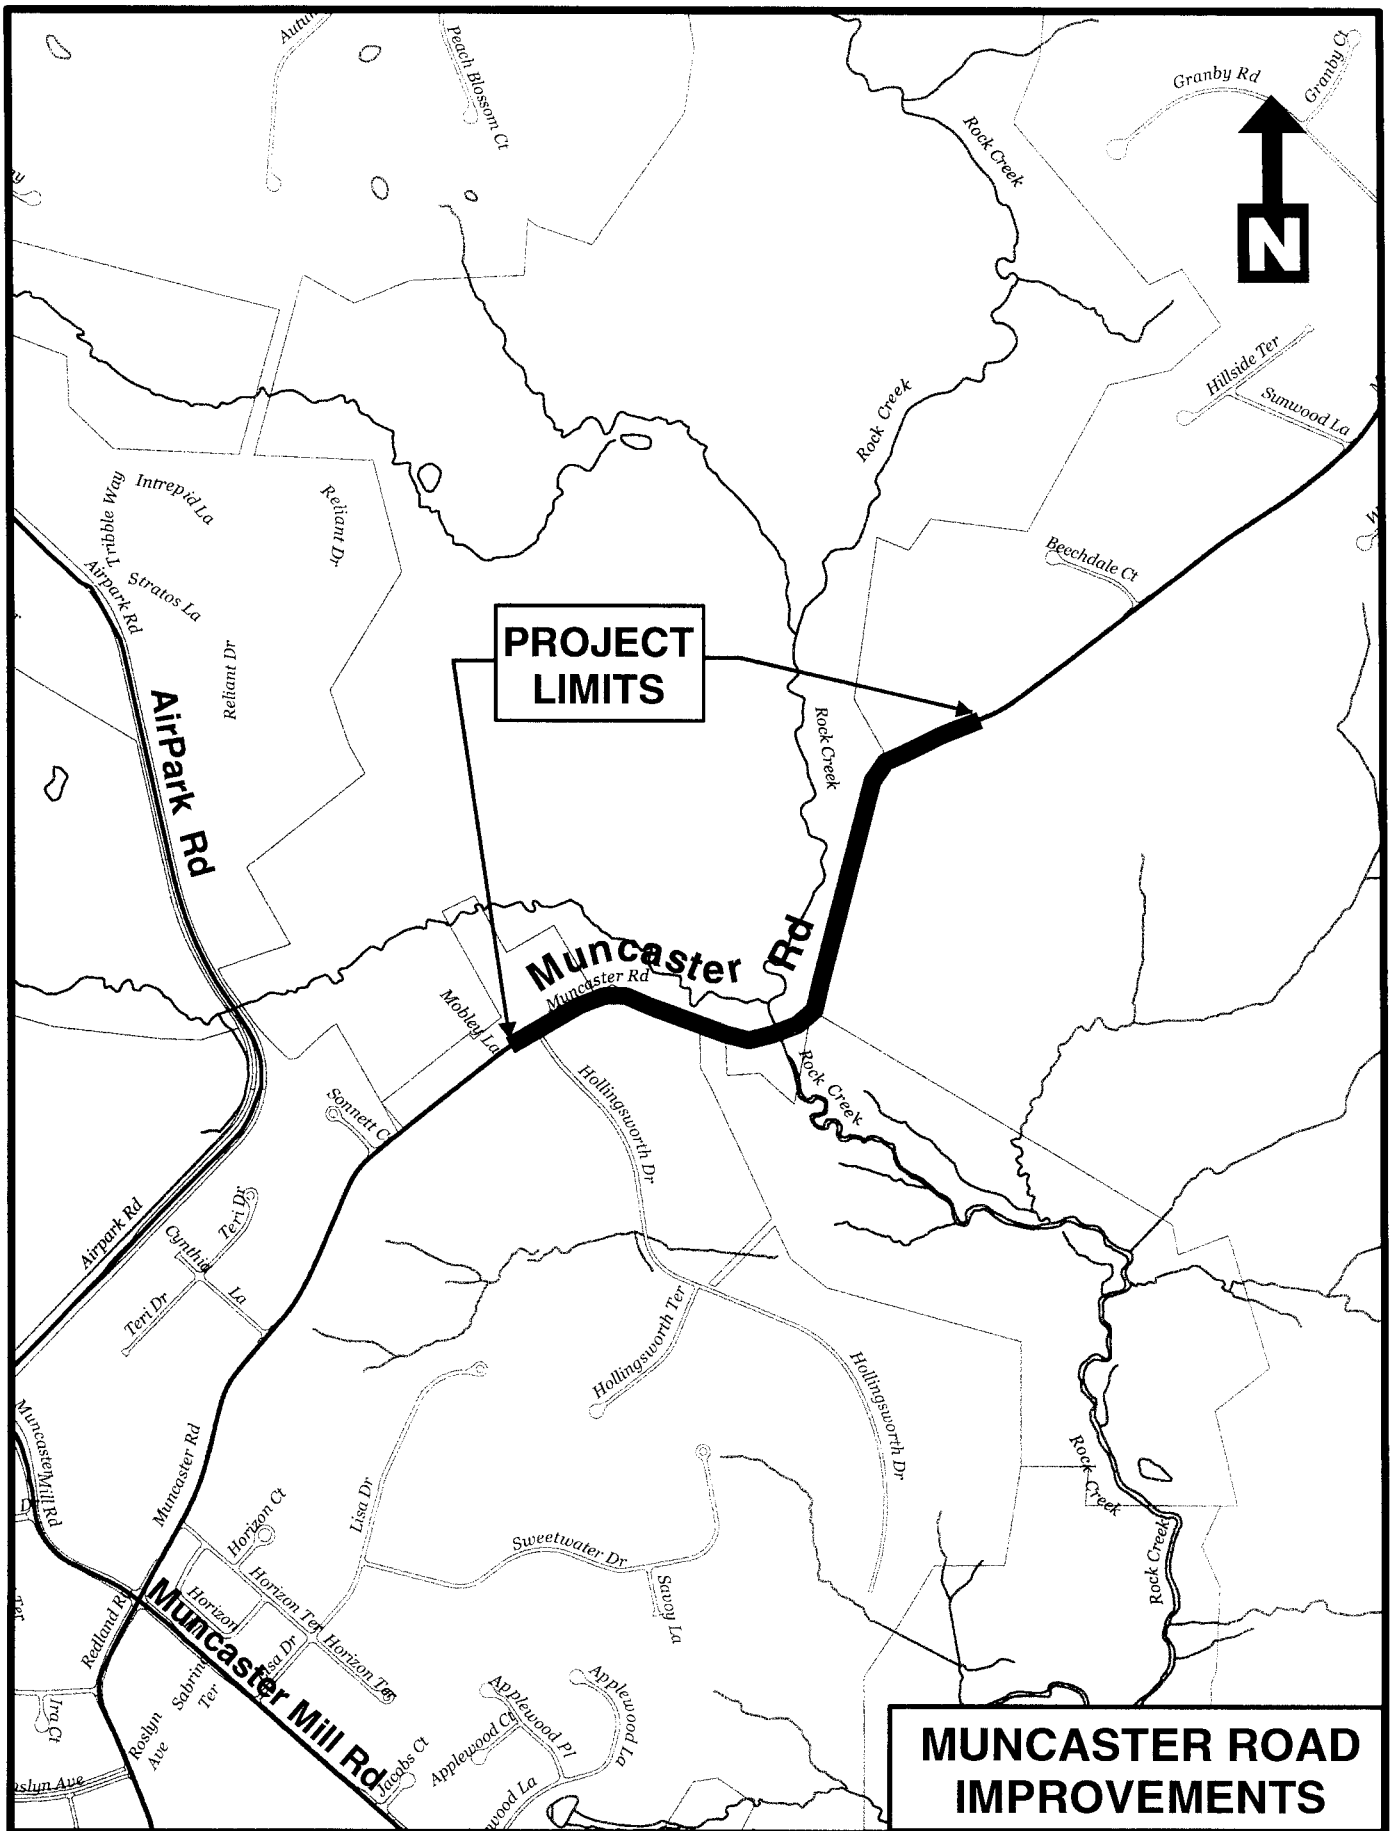 Peach Blossom Ct
Rock Creek
Granby Rd
Granby Ct
N
Hillside Ter
Sunwood La
Rock Creek
Tribble Way
Intrepid La
Reliant Dr
Airpark Rd
Stratos La
Beechdale Ct
PROJECT
LIMITS
Reliant Dr
AirPark Rd
Rock Creek
Muncaster Rd
Muncaster Rd
Mobley La
Rock Creek
Sonnett C
Hollingsworth Dr
Airpark Rd
Teri Dr
Cynthia
La
Teri Dr
Hollingsworth Ter
Hollingsworth Dr
Muncaster Mill Rd
Muncaster Rd
Lisa Dr
Rock Creek
Horizon Ct
Sweetwater Dr
Horizon Ter
Rock Creek
Savoy La
Redland R
Horizon
Muncaster Mill Rd
Horizon Ter
Ter
Ira Ct
Roslyn
Ave
Applewood Ct
Applewood Pl
Applewood La
Jacobs Ct
wood La
MUNCASTER ROAD
IMPROVEMENTS